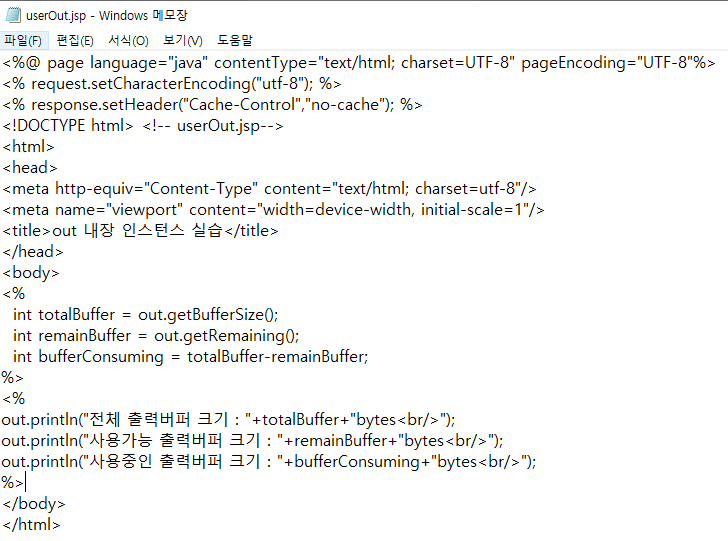 userOut.jsp - Windows 메모장
파일(F) 편집(E) 서식(O) 보기(V) 도움말
<%@ page language="java" contentType="text/html; charset=UTF-8" pageEncoding="UTF-8"%>
<% request.setCharacterEncoding("utf-8"); %>
<% response.setHeader("Cache-Control","no-cache"); %>
<!DOCTYPE html> <!-- userOut.jsp-->
<html>
<head>
<meta http-equiv="Content-Type" content="text/html; charset=utf-8"/>
<meta name="viewport" content="width=device-width, initial-scale=1"/>
<title>out 내장 인스턴스 실습</title>
</head>
<body>
<%
  int totalBuffer = out.getBufferSize();
  int remainBuffer = out.getRemaining();
  int bufferConsuming = totalBuffer-remainBuffer;
%>
<%
out.println("전체 출력버퍼 크기 : "+totalBuffer+"bytes<br/>");
out.println("사용가능 출력버퍼 크기 : "+remainBuffer+"bytes<br/>");
out.println("사용중인 출력버퍼 크기 : "+bufferConsuming+"bytes<br/>");
%>
</body>
</html>